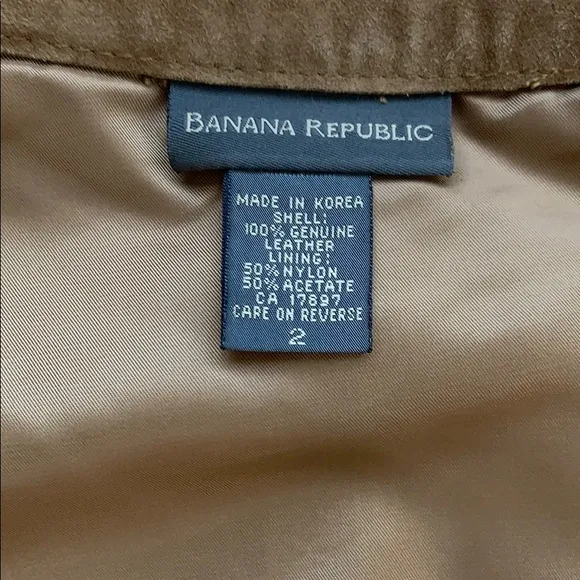 BANANA REPUBLIC
MADE IN KOREA
SHELL:
100% GENUINE
LEATHER
LINING:
50% NYLON
50% ACETATE
CA 17897
CARE ON REVERSE
2